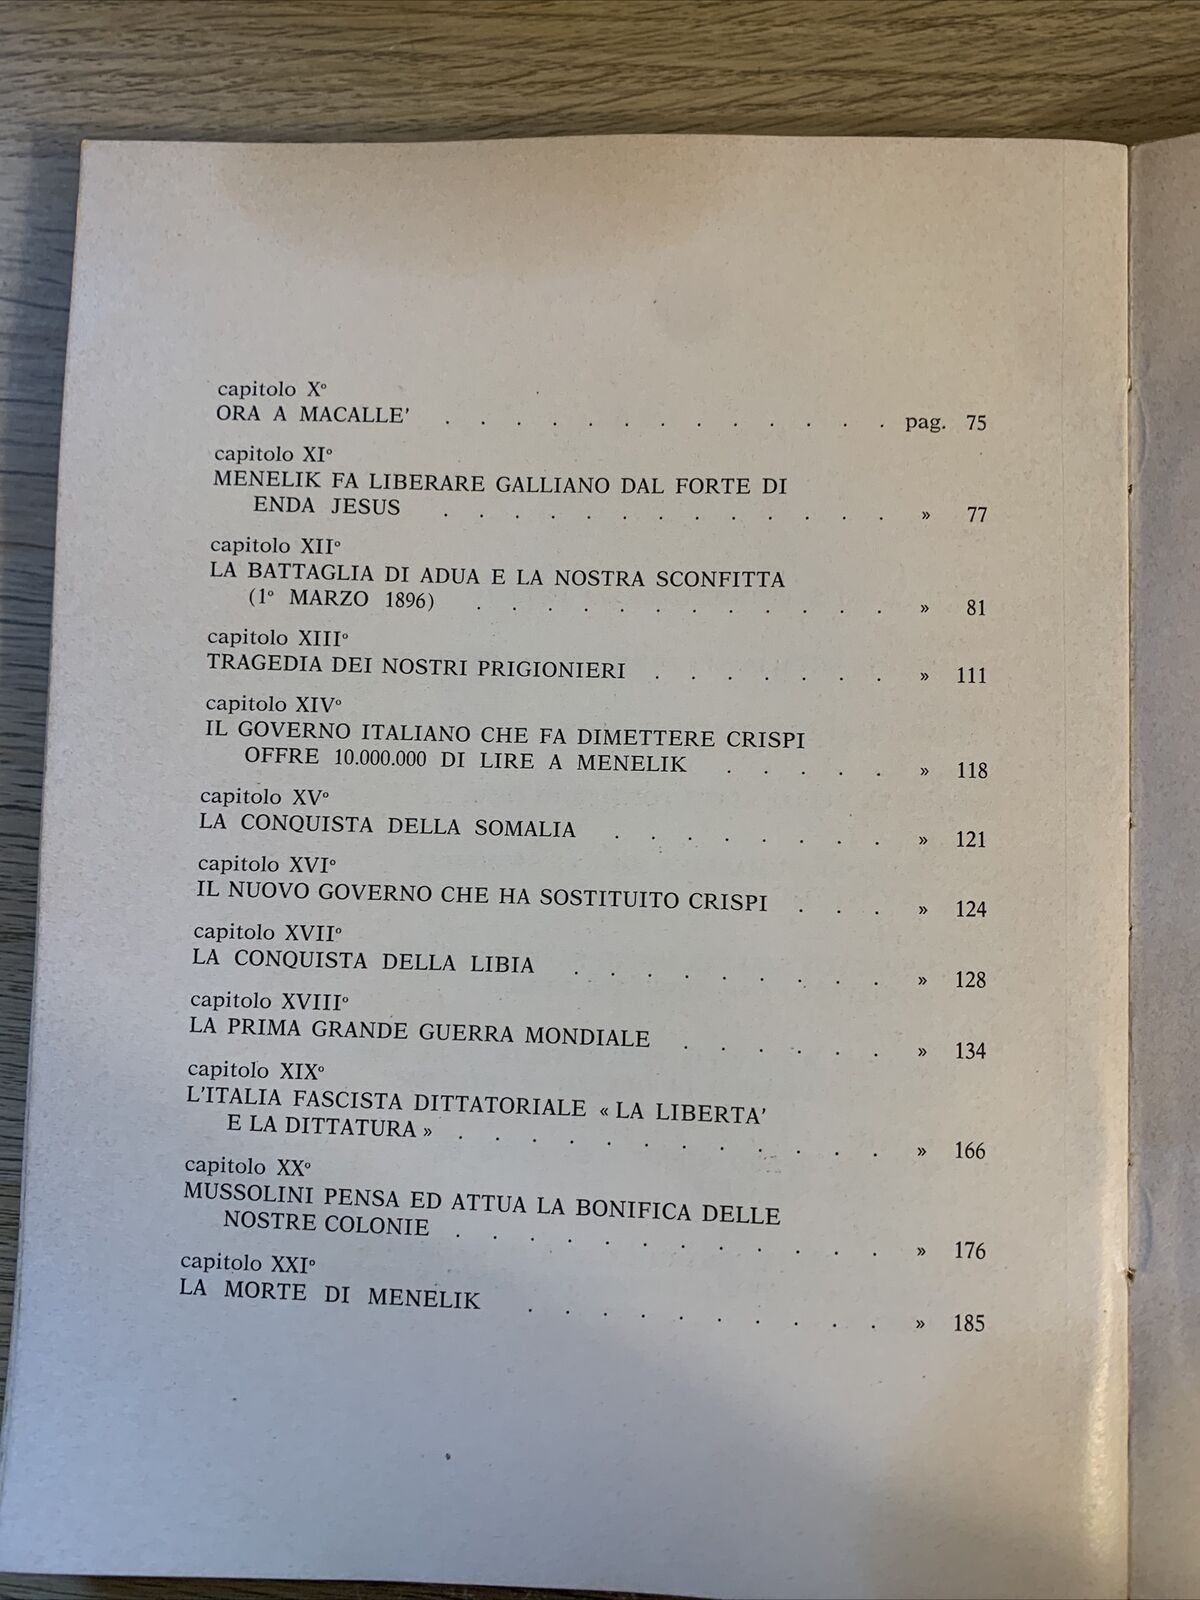 capitolo X°
ORA A MACALLE' . . . . . . . . . . . . . pag. 75
capitolo XI°
MENELIK FA LIBERARE GALLIANO DAL FORTE DI
ENDA JESUS . . . . . . . . . . . . . » 77
capitolo XII°
LA BATTAGLIA DI ADUA E LA NOSTRA SCONFITTA
(1° MARZO 1896) . . . . . . . . . . . . » 81
capitolo XIII°
TRAGEDIA DEI NOSTRI PRIGIONIERI . . . . . . . » 111
capitolo XIV°
IL GOVERNO ITALIANO CHE FA DIMETTERE CRISPI
OFFRE 10.000.000 DI LIRE A MENELIK . . . . . » 118
capitolo XV°
LA CONQUISTA DELLA SOMALIA . . . . . . . . » 121
capitolo XVI°
IL NUOVO GOVERNO CHE HA SOSTITUITO CRISPI . . . » 124
capitolo XVII°
LA CONQUISTA DELLA LIBIA . . . . . . . . . » 128
capitolo XVIII°
LA PRIMA GRANDE GUERRA MONDIALE . . . . . . » 134
capitolo XIX°
L'ITALIA FASCISTA DITTATORIALE « LA LIBERTA'
E LA DITTATURA » . . . . . . . . . . . . » 166
capitolo XX°
MUSSOLINI PENSA ED ATTUA LA BONIFICA DELLE
NOSTRE COLONIE . . . . . . . . . . . . » 176
capitolo XXI°
LA MORTE DI MENELIK . . . . . . . . . . » 185